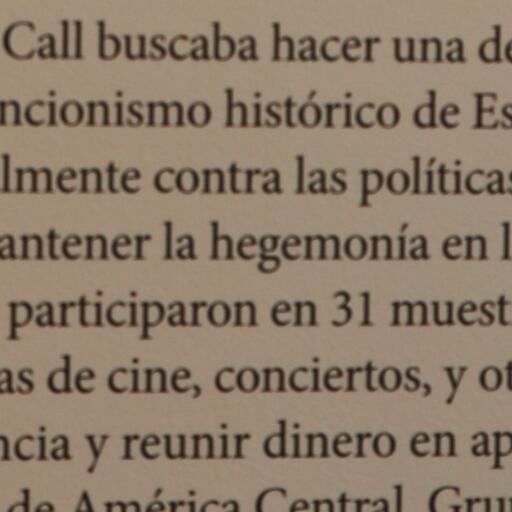 Call buscaba hacer una de
ncionismo histórico de Es
lmente contra las políticas
antener la hegemonía en l
participaron en 31 muest
as de cine, conciertos, y ot
ncia y reunir dinero en ap
de América Central. Gru